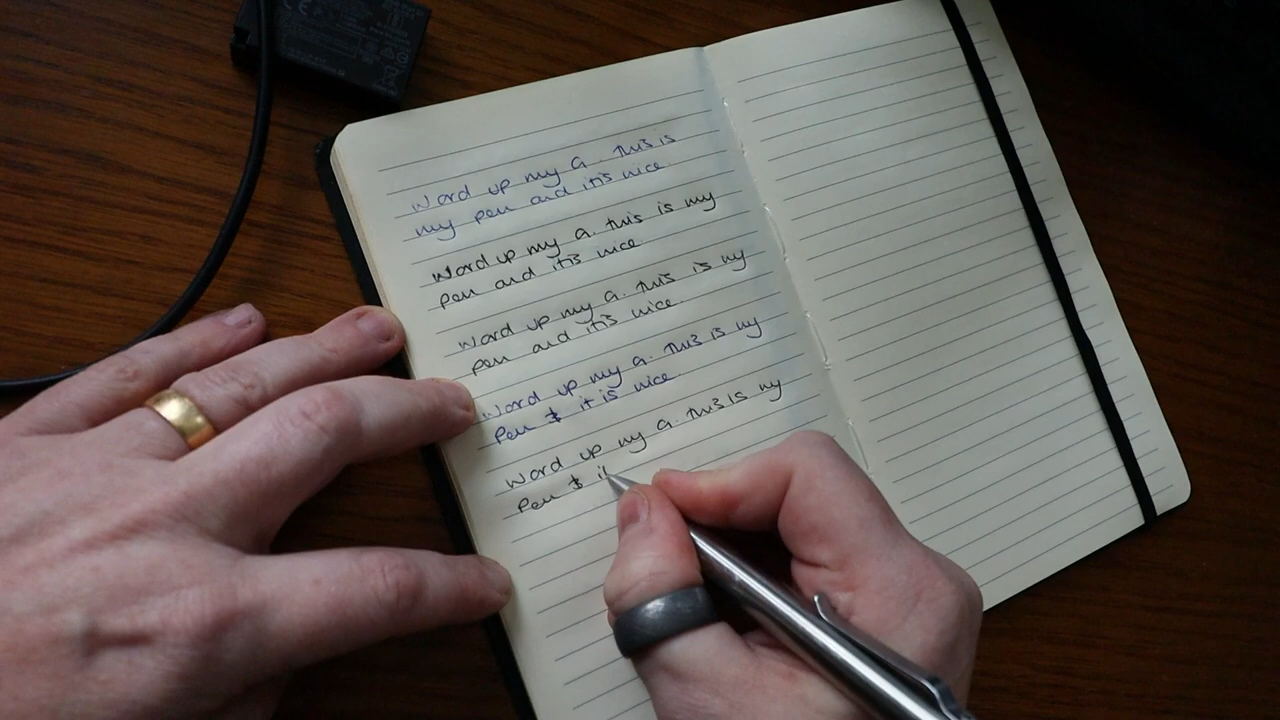 Word up my a. This is
my pen and it's nice.
Word up my a. this is my
pen and it's nice
Word up my a. This is my
pen and it's nice.
Word up my a. This is my
Pen & it is nice.
Word up my a. This is my
Pen & it